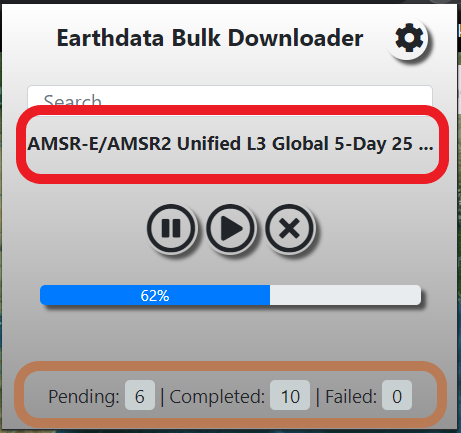 Earthdata Bulk Downloader
Search
AMSR-E/AMSR2 Unified L3 Global 5-Day 25 ...
62%
Pending: 6 | Completed: 10 | Failed: 0